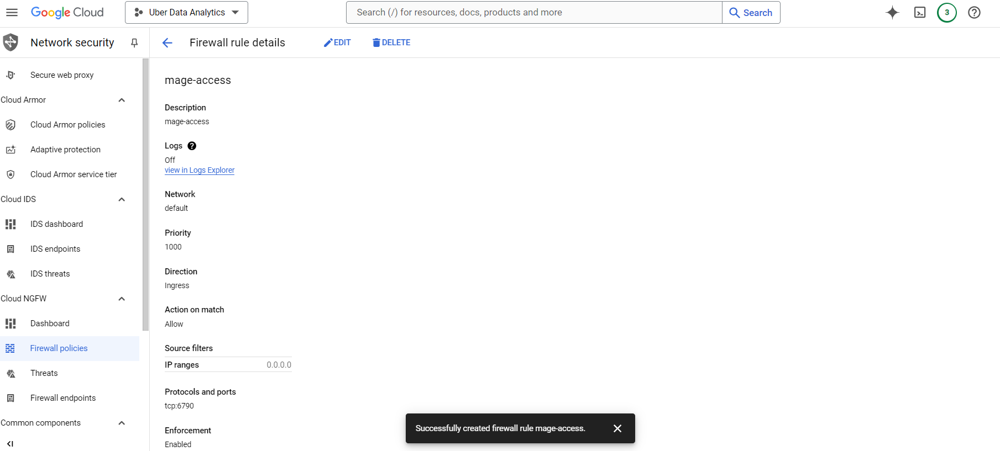 Google Cloud
Uber Data Analytics
Search (/) for resources, docs, products and more
Search
3
Network security
Firewall rule details
EDIT
DELETE
Secure web proxy
Cloud Armor
Cloud Armor policies
Adaptive protection
Cloud Armor service tier
Cloud IDS
IDS dashboard
IDS endpoints
IDS threats
Cloud NGFW
Dashboard
Firewall policies
Threats
Firewall endpoints
Common components
mage-access
Description
mage-access
Logs
Off
view in Logs Explorer
Network
default
Priority
1000
Direction
Ingress
Action on match
Allow
Source filters
IP ranges 0.0.0.0
Protocols and ports
tcp:6790
Enforcement
Enabled
Successfully created firewall rule mage-access.